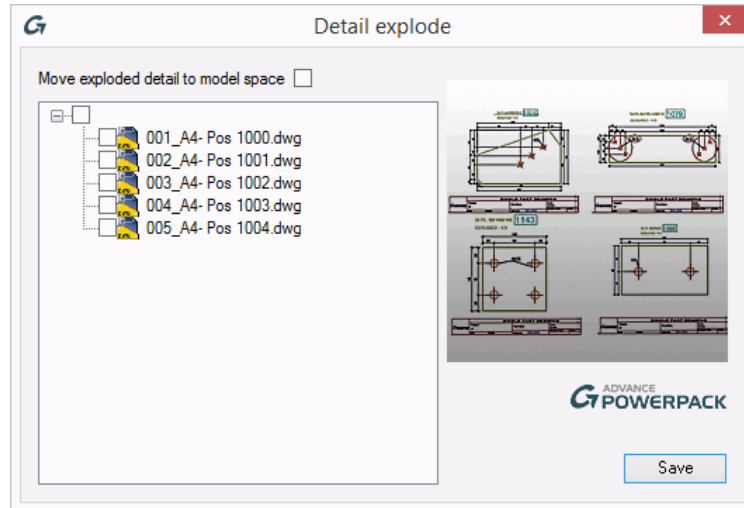 Detail explode
Move exploded detail to model space
001_A4- Pos 1000.dwg
002_A4- Pos 1001.dwg
003_A4- Pos 1002.dwg
004_A4- Pos 1003.dwg
005_A4- Pos 1004.dwg
1143
ADVANCE
POWERPACK
Save